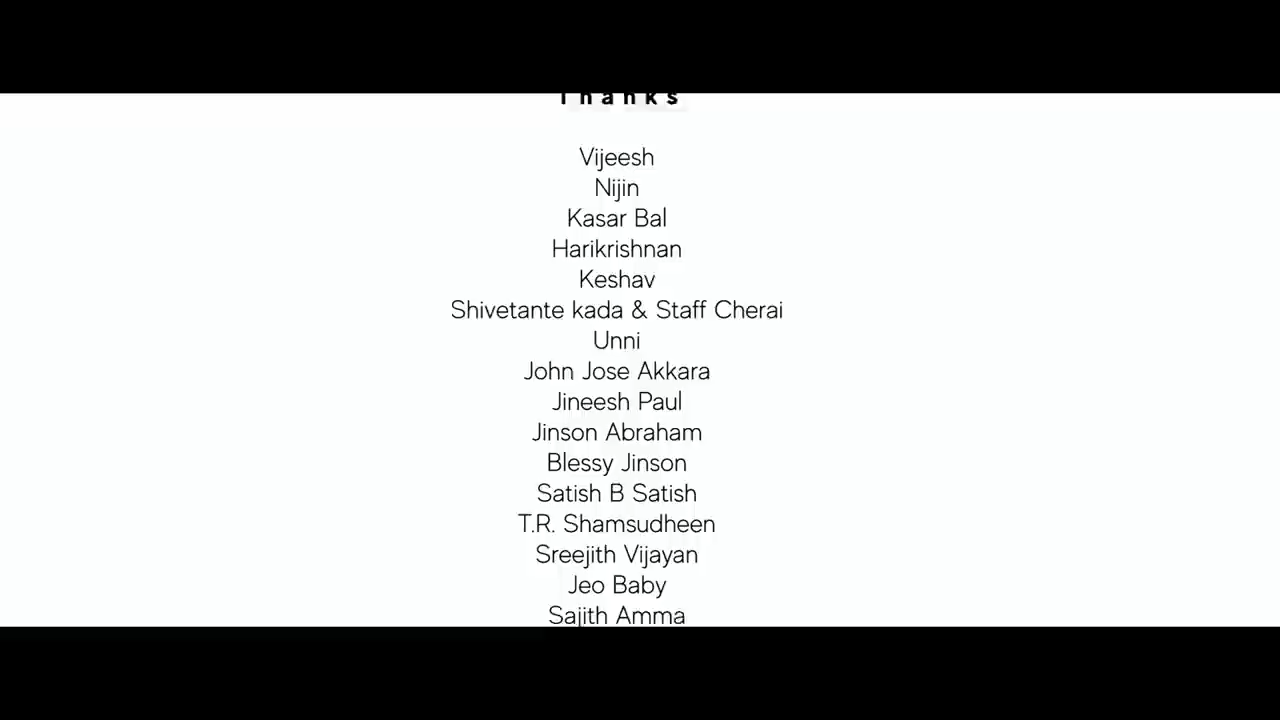 Thanks
Vijeesh
Nijin
Kasar Bal
Harikrishnan
Keshav
Shivetante kada & Staff Cherai
Unni
John Jose Akkara
Jineesh Paul
Jinson Abraham
Blessy Jinson
Satish B Satish
T.R. Shamsudheen
Sreejith Vijayan
Jeo Baby
Sajith Amma